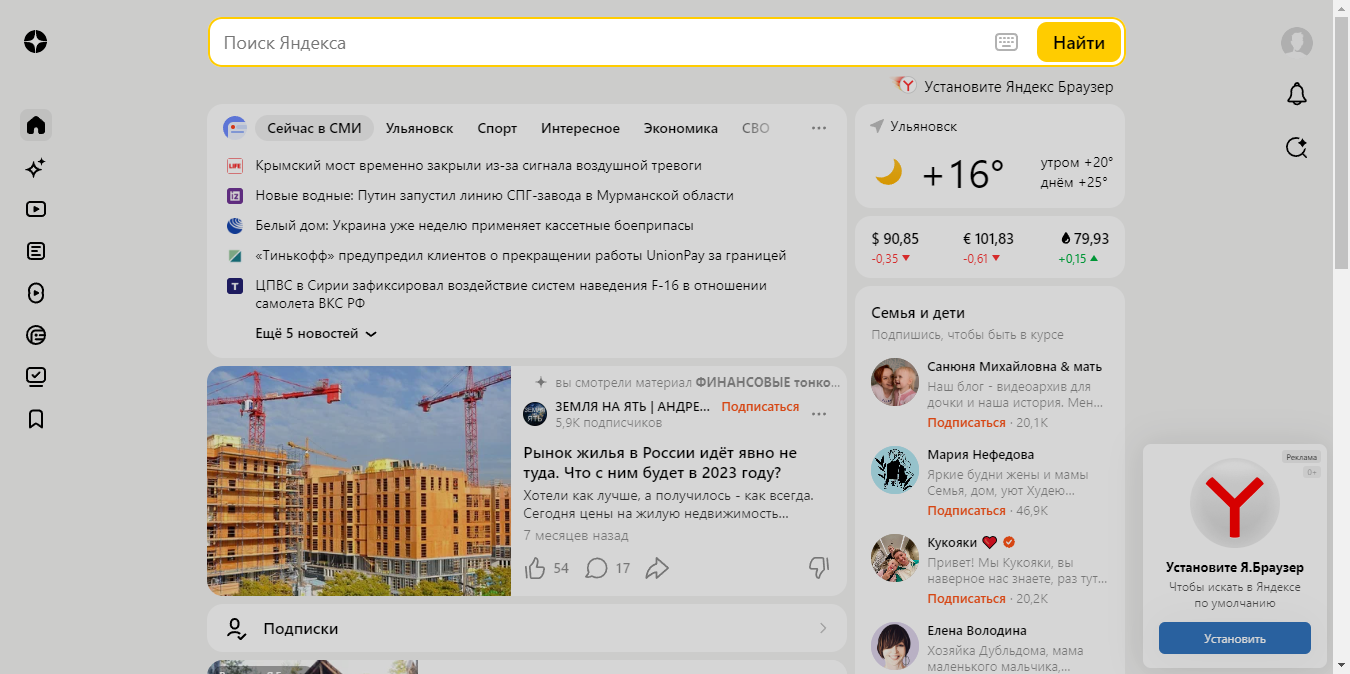 Поиск Яндекса
Найти
Установите Яндекс Браузер
Сейчас в СМИ
Ульяновск
Спорт
Интересное
Экономика
СВО
Крымский мост временно закрыли из-за сигнала воздушной тревоги
Новые водные: Путин запустил линию СПГ-завода в Мурманской области
Белый дом: Украина уже неделю применяет кассетные боеприпасы
«Тинькофф» предупредил клиентов о прекращении работы UnionPay за границей
ЦПВС в Сирии зафиксировал воздействие систем наведения F-16 в отношении
самолета ВКС РФ
Ещё 5 новостей
вы смотрели материал ФИНАНСОВЫЕ тонко...
ЗЕМЛЯ НА ЯТЬ | АНДРЕ...
Подписаться
5,9K подписчиков
Рынок жилья в России идёт явно не
туда. Что с ним будет в 2023 году?
Хотели как лучше, а получилось - как всегда.
Сегодня цены на жилую недвижимость...
7 месяцев назад
54
17
Подписки
Ульяновск
+16°
утром +20°
днём +25°
$ 90,85
€ 101,83
79,93
-0,35
-0,61
+0,15
Семья и дети
Подпишись, чтобы быть в курсе
Санюня Михайловна & мать
Наш блог - видеоархив для
дочки и наша история. Мен...
Подписаться · 20,1K
Мария Нефедова
Яркие будни жены и мамы
Семья, дом, уют Худею...
Подписаться · 46,9K
Кукояки
Привет! Мы Кукояки, вы
наверное нас знаете, раз тут...
Подписаться · 20,2K
Елена Володина
Хозяйка Дубльдома, мама
маленького мальчика,...
Реклама
0+
Установите Я.Браузер
Чтобы искать в Яндексе
по умолчанию
Установить